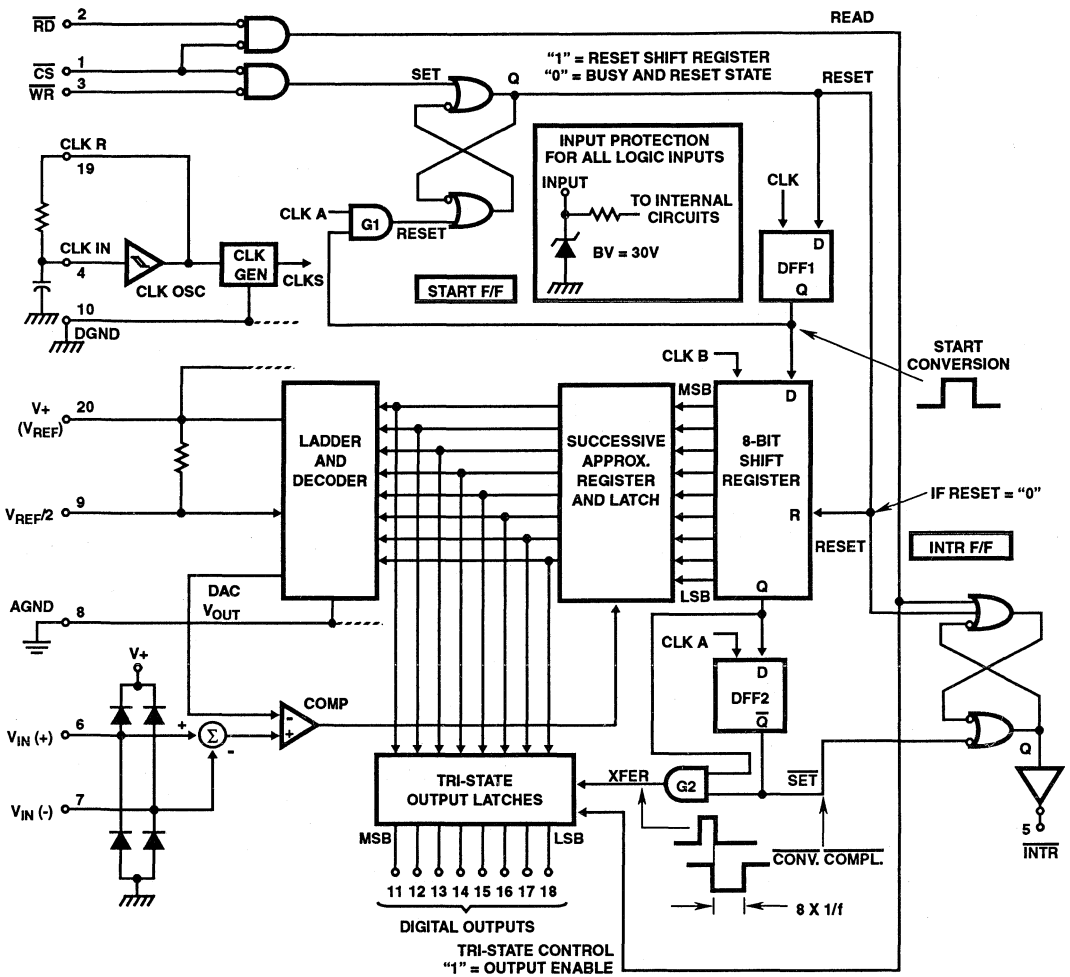 RD
2
READ
CS
1
WR
3
SET
Q
"1" = RESET SHIFT REGISTER
"0" = BUSY AND RESET STATE
RESET
CLK R
19
INPUT PROTECTION
FOR ALL LOGIC INPUTS
INPUT
TO INTERNAL
CIRCUITS
BV = 30V
CLK
CLK A
G1
RESET
D
DFF1
Q
CLK IN
4
CLK OSC
CLK
GEN
CLKS
START F/F
10
DGND
START
CONVERSION
CLK B
V+
(VREF)
20
LADDER
AND
DECODER
SUCCESSIVE
APPROX.
REGISTER
AND LATCH
MSB
D
8-BIT
SHIFT
REGISTER
R
Q
LSB
VREF/2
9
IF RESET = "0"
RESET
INTR F/F
AGND
8
DAC
VOUT
CLK A
D
DFF2
Q
V+
COMP
-
+
VIN (+)
6
+
Σ
-
VIN (-)
7
TRI-STATE
OUTPUT LATCHES
XFER
G2
SET
Q
MSB
LSB
CONV. COMPL.
5
INTR
11 12 13 14 15 16 17 18
DIGITAL OUTPUTS
8 X 1/f
TRI-STATE CONTROL
"1" = OUTPUT ENABLE